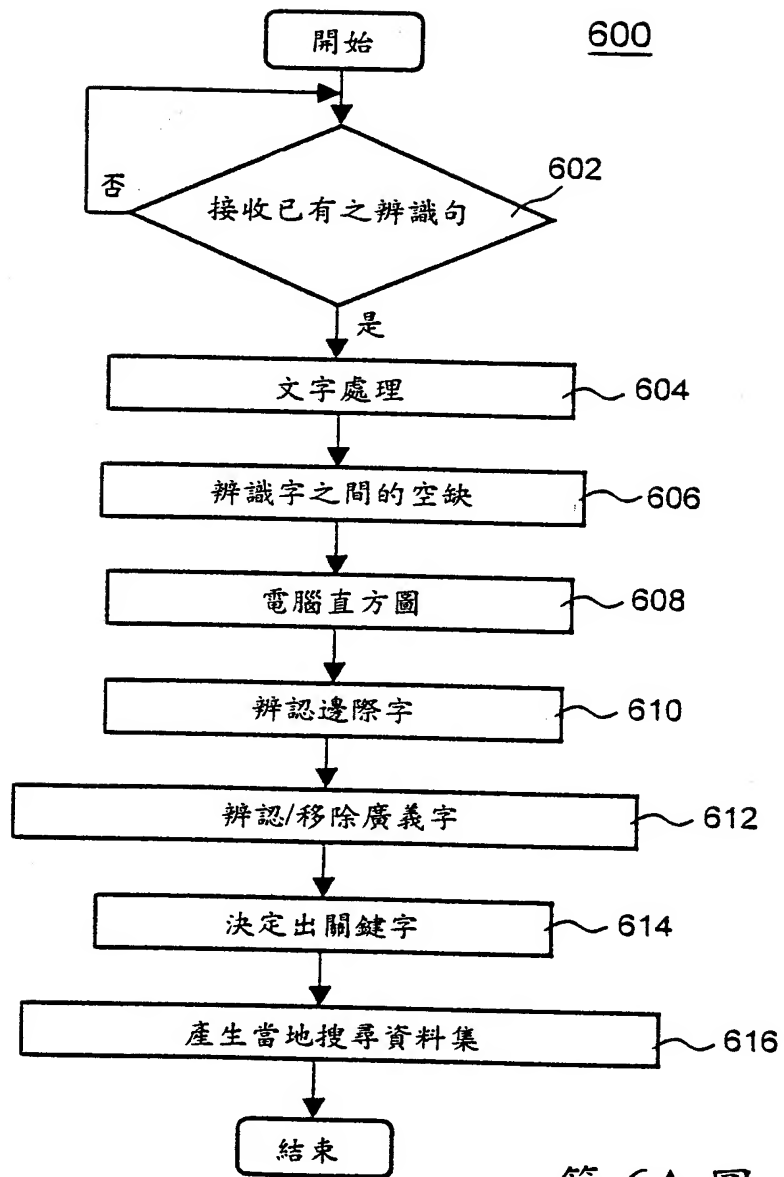 開始
600
否
接收已有之辨識句
602
是
文字處理
604
辨識字之間的空缺
606
電腦直方圖
608
辨認邊際字
610
辨認/移除廣義字
612
決定出關鍵字
614
產生當地搜尋資料集
616
結束
第 6A 圖